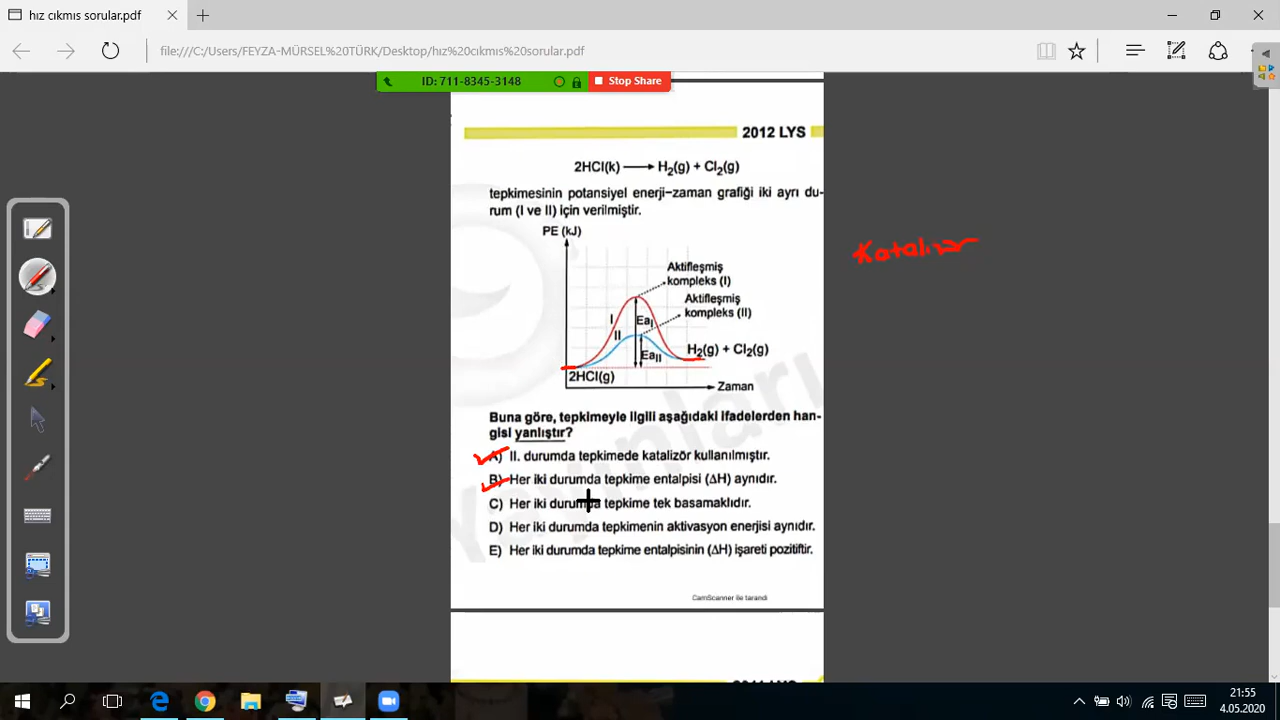 hız cıkmıs sorular.pdf
file:///C:/Users/FEYZA-MÜRSEL%20TÜRK/Desktop/hız%20cıkmıs%20sorular.pdf
ID: 711-8345-3148
Stop Share
2012 LYS
2HCl(k) → H₂(g) + Cl₂(g)
tepkimesinin potansiyel enerji–zaman grafiği iki ayrı du-
rum (I ve II) için verilmiştir.
PE (kJ)
Aktifleşmiş
kompleks (I)
Aktifleşmiş
kompleks (II)
I
II
EaI
EaII
H₂(g) + Cl₂(g)
2HCl(g)
Zaman
Katalizör
Buna göre, tepkimeyle ilgili aşağıdaki ifadelerden han-
gisi yanlıştır?
A) II. durumda tepkimede katalizör kullanılmıştır.
B) Her iki durumda tepkime entalpisi (ΔH) aynıdır.
C) Her iki durumda tepkime tek basamaklıdır.
D) Her iki durumda tepkimenin aktivasyon enerjisi aynıdır.
E) Her iki durumda tepkime entalpisinin (ΔH) işareti pozitiftir.
CamScanner ile tarandı
21:55
4.05.2020